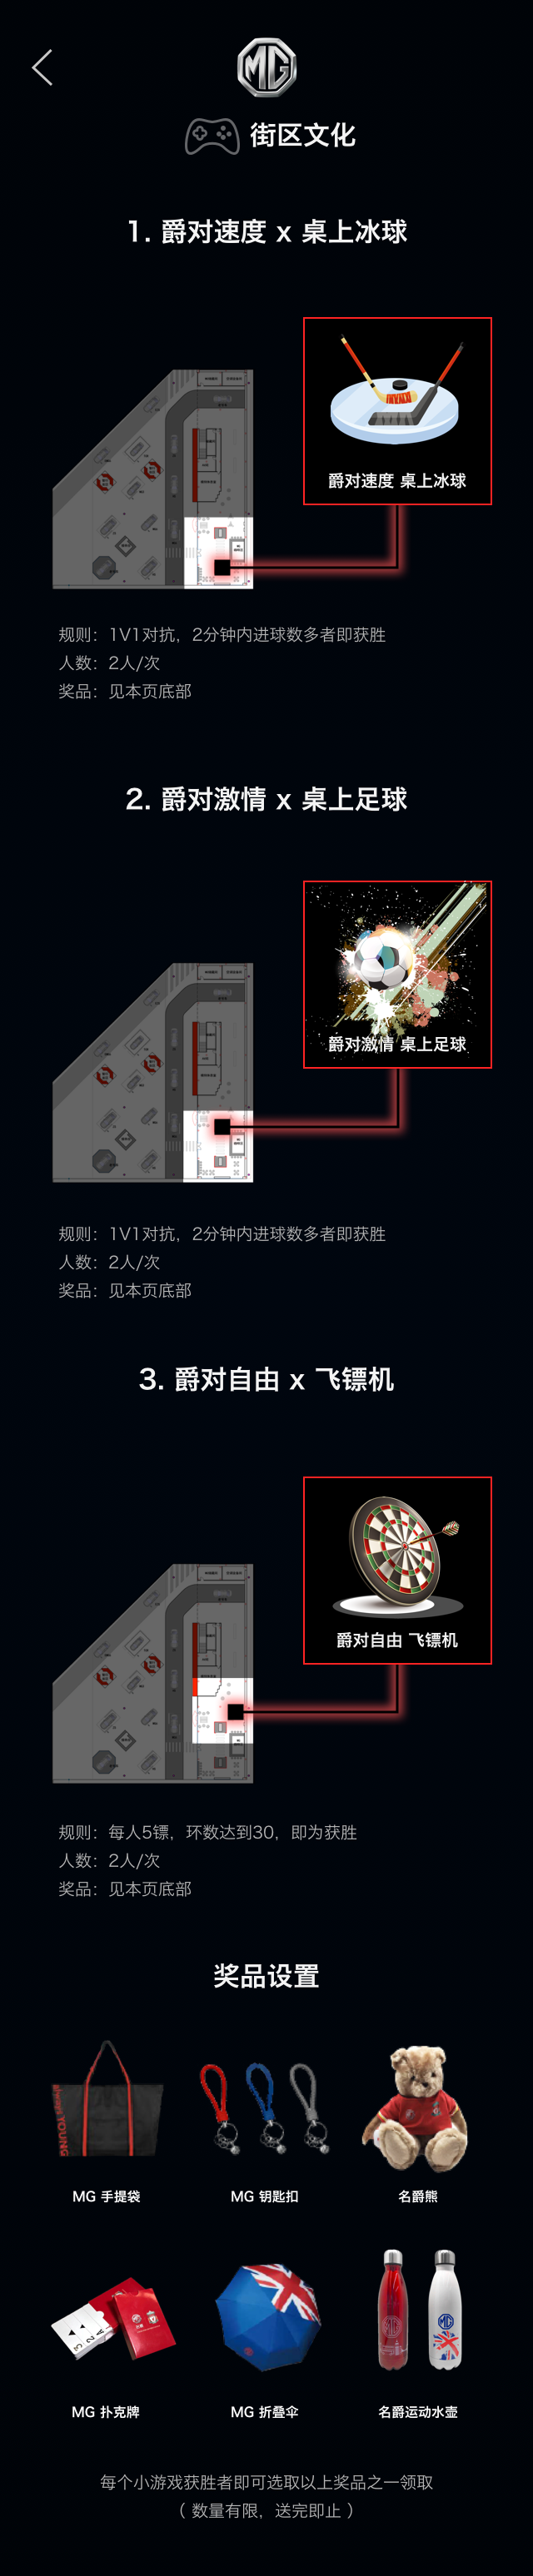 MG
街区文化
1. 爵对速度 x 桌上冰球
爵对速度 桌上冰球
规则：1V1对抗，2分钟内进球数多者即获胜
人数：2人/次
奖品：见本页底部
2. 爵对激情 x 桌上足球
爵对激情 桌上足球
规则：1V1对抗，2分钟内进球数多者即获胜
人数：2人/次
奖品：见本页底部
3. 爵对自由 x 飞镖机
爵对自由 飞镖机
规则：每人5镖，环数达到30，即为获胜
人数：2人/次
奖品：见本页底部
奖品设置
always YOUNG
MG 手提袋
MG 钥匙扣
名爵熊
MG
MG
MG 扑克牌
MG 折叠伞
名爵运动水壶
每个小游戏获胜者即可选取以上奖品之一领取
（ 数量有限，送完即止 ）